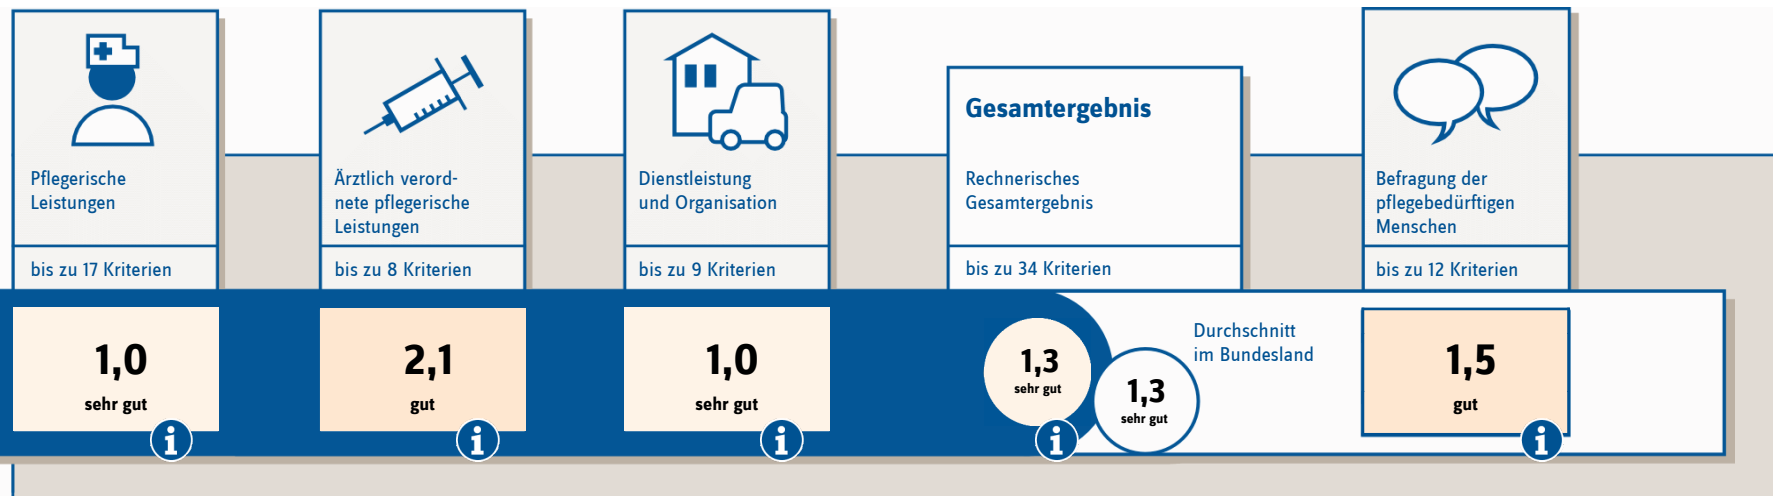 Pflegerische
Leistungen
bis zu 17 Kriterien
1,0
sehr gut
i
Ärztlich verord-
nete pflegerische
Leistungen
bis zu 8 Kriterien
2,1
gut
i
Dienstleistung
und Organisation
bis zu 9 Kriterien
1,0
sehr gut
i
Gesamtergebnis
Rechnerisches
Gesamtergebnis
bis zu 34 Kriterien
1,3
sehr gut
i
1,3
sehr gut
Durchschnitt
im Bundesland
Befragung der
pflegebedürftigen
Menschen
bis zu 12 Kriterien
1,5
gut
i